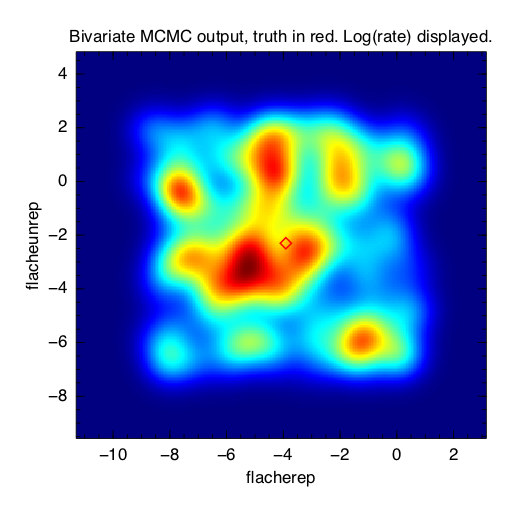 Bivariate MCMC output, truth in red. Log(rate) displayed.
4
2
0
−2
−4
−6
−8
flacheunrep
−10 −8 −6 −4 −2 0 2
flacherep